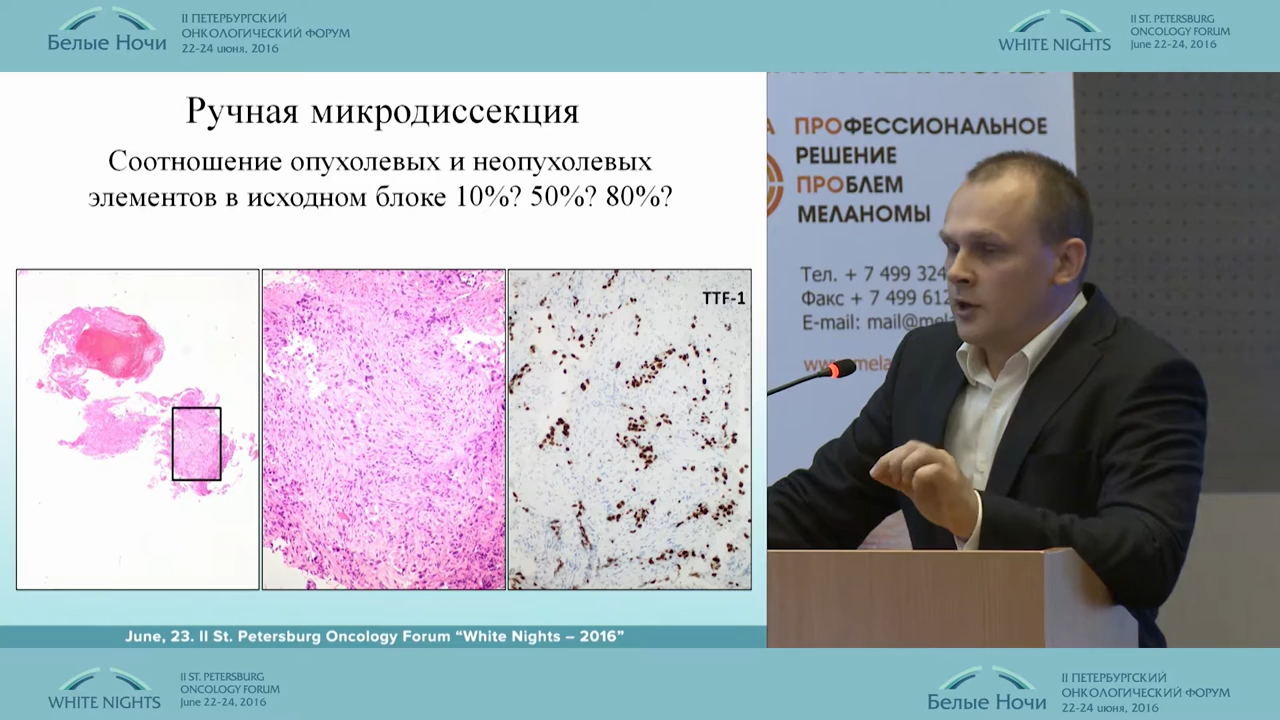 Белые Ночи
II ПЕТЕРБУРГСКИЙ
ОНКОЛОГИЧЕСКИЙ ФОРУМ
22-24 июня, 2016
WHITE NIGHTS
II ST. PETERSBURG
ONCOLOGY FORUM
June 22-24, 2016
Ручная микродиссекция
Соотношение опухолевых и неопухолевых
элементов в исходном блоке 10%? 50%? 80%?
TTF-1
ПРОФЕССИОНАЛЬНОЕ
РЕШЕНИЕ
ПРОБЛЕМ
МЕЛАНОМЫ
Тел. + 7 499 324
Факс + 7 499 612
E-mail: mail@mela
June, 23. II St. Petersburg Oncology Forum “White Nights – 2016”
WHITE NIGHTS
II ST. PETERSBURG
ONCOLOGY FORUM
June 22-24, 2016
Белые Ночи
II ПЕТЕРБУРГСКИЙ
ОНКОЛОГИЧЕСКИЙ ФОРУМ
22-24 июня, 2016